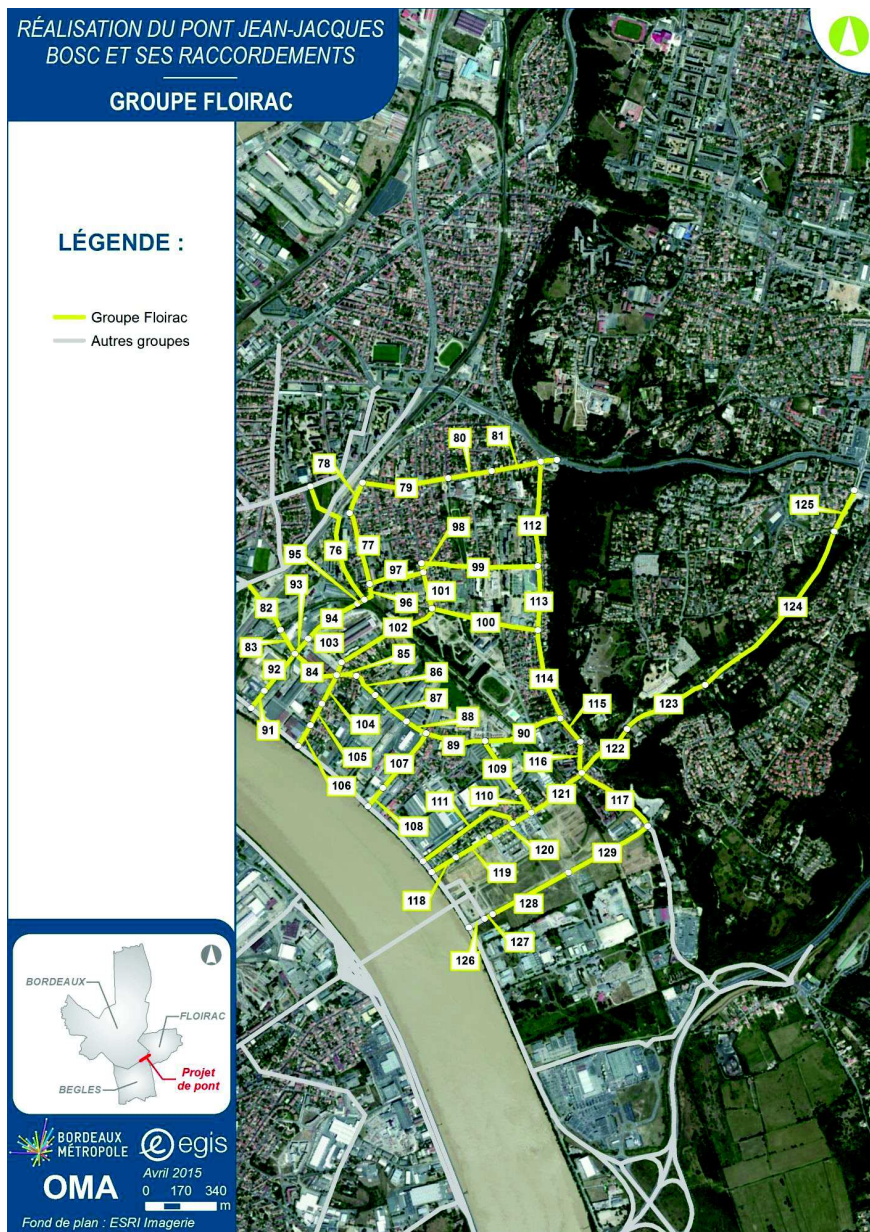 RÉALISATION DU PONT JEAN-JACQUES
BOSC ET SES RACCORDEMENTS
GROUPE FLOIRAC
LÉGENDE :
Groupe Floirac
Autres groupes
80
81
78
79
125
112
98
95
77
76
97
99
93
96
101
124
82
94
113
103
102
100
83
85
92
84
86
114
87
123
104
88
115
91
90
105
89
122
107
109
116
106
111
110
121
117
108
120
129
119
118
128
127
126
BORDEAUX
FLOIRAC
BEGLES
Projet
de pont
BORDEAUX
MÉTROPOLE
egis
OMA
Avril 2015
0 170 340
m
Fond de plan : ESRI Imagerie